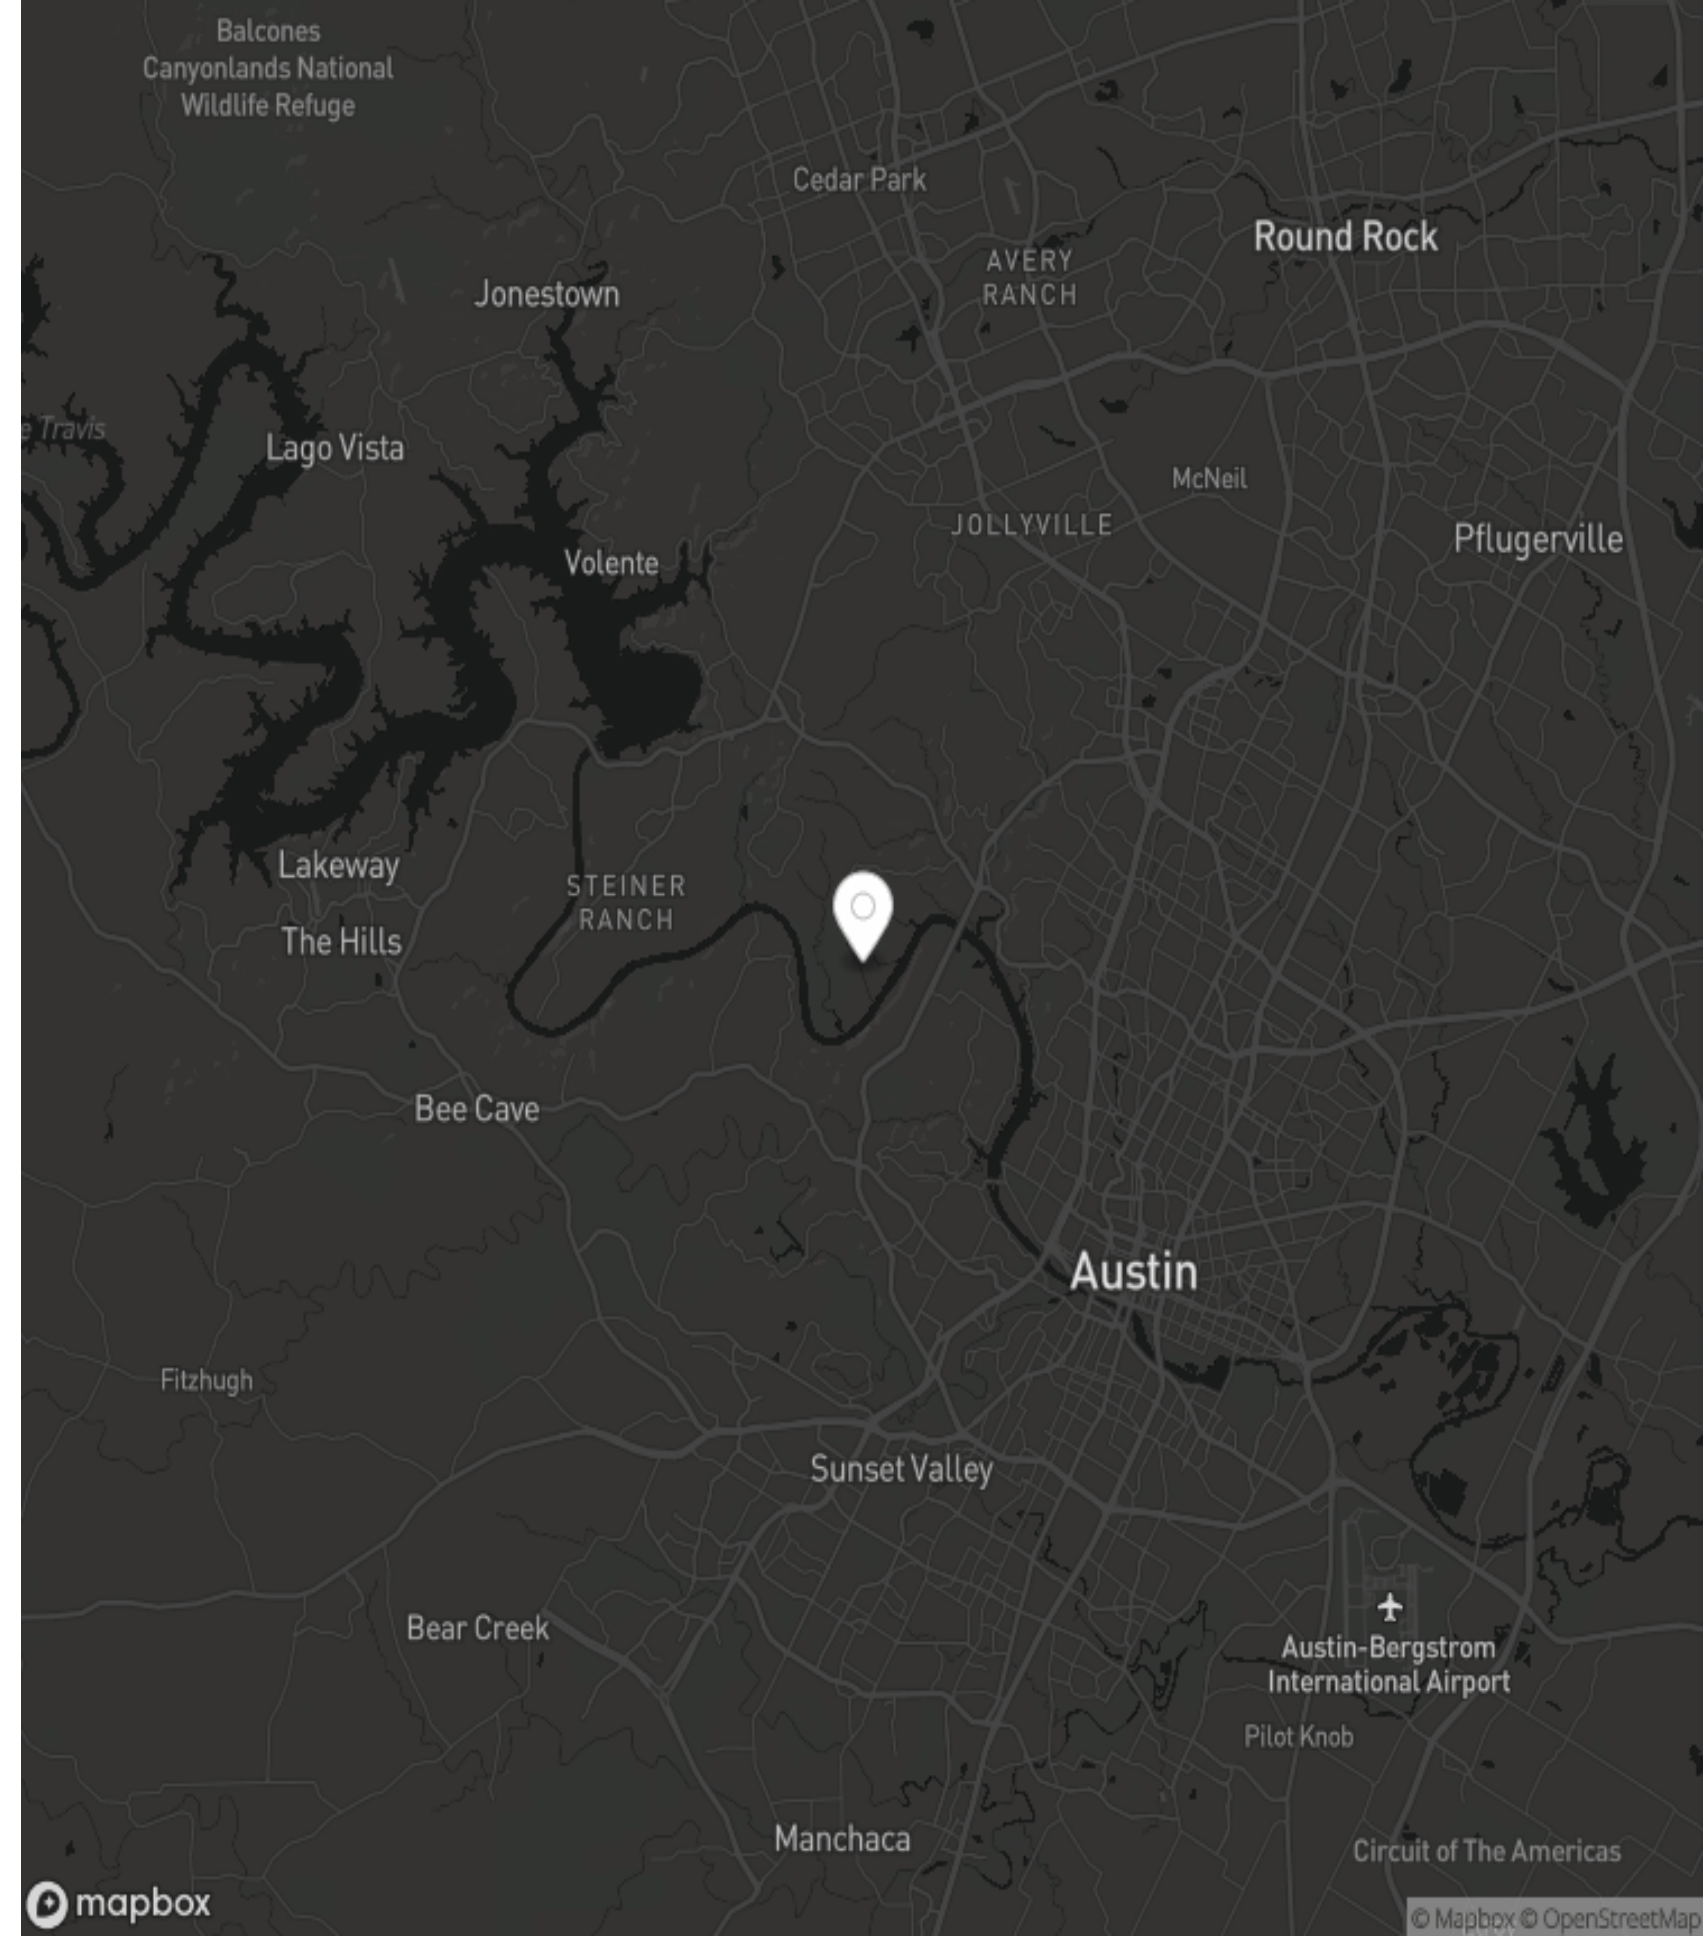 Balcones
Canyonlands National
Wildlife Refuge
Cedar Park
Round Rock
AVERY
RANCH
Jonestown
e Travis
Lago Vista
McNeil
JOLLYVILLE
Pflugerville
Volente
Lakeway
STEINER
RANCH
The Hills
Bee Cave
Austin
Fitzhugh
Sunset Valley
Bear Creek
Austin-Bergstrom
International Airport
Pilot Knob
Manchaca
Circuit of The Americas
mapbox
© Mapbox © OpenStreetMap